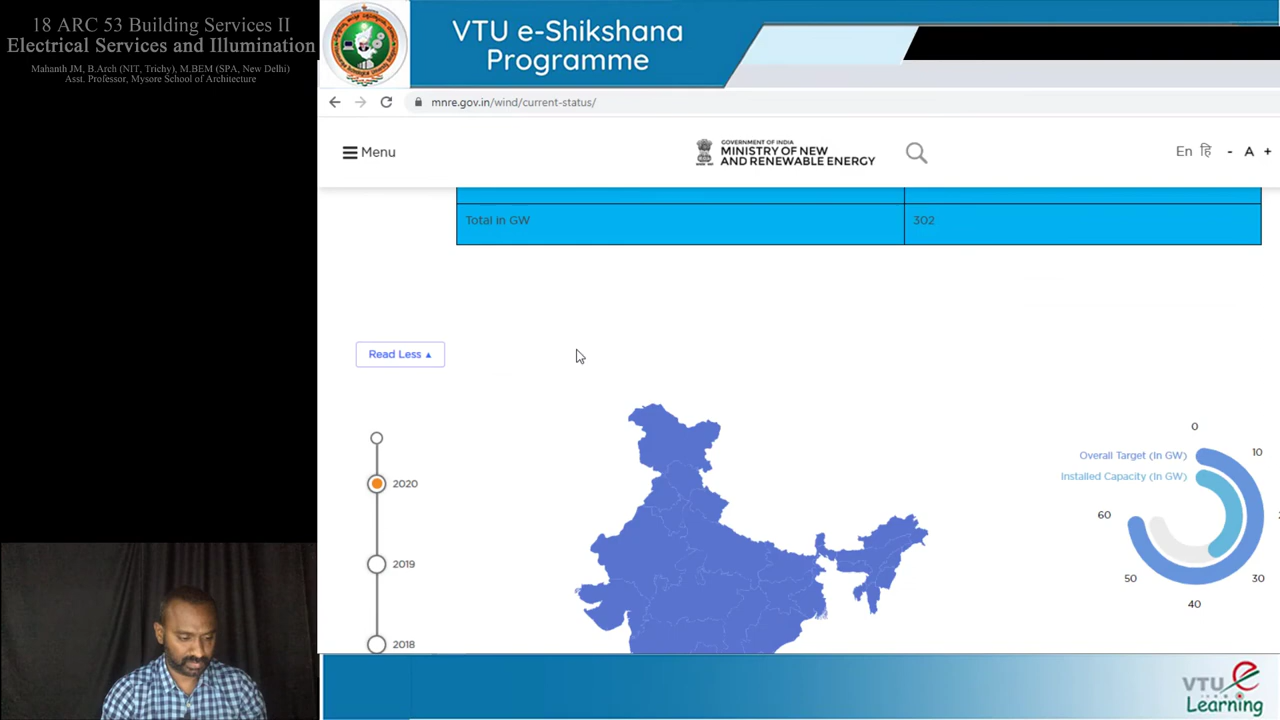 18 ARC 53 Building Services II
Electrical Services and Illumination
Mahanth JM, B.Arch (NIT, Trichy), M.BEM (SPA, New Delhi)
Asst. Professor, Mysore School of Architecture
VTU e-Shikshana
Programme
mnre.gov.in/wind/current-status/
Menu
GOVERNMENT OF INDIA
MINISTRY OF NEW
AND RENEWABLE ENERGY
En हि - A +
Total in GW 302
Read Less ▲
2020
2019
2018
0
Overall Target (In GW) 10
Installed Capacity (In GW)
60
50 30
40
VTU e
Learning